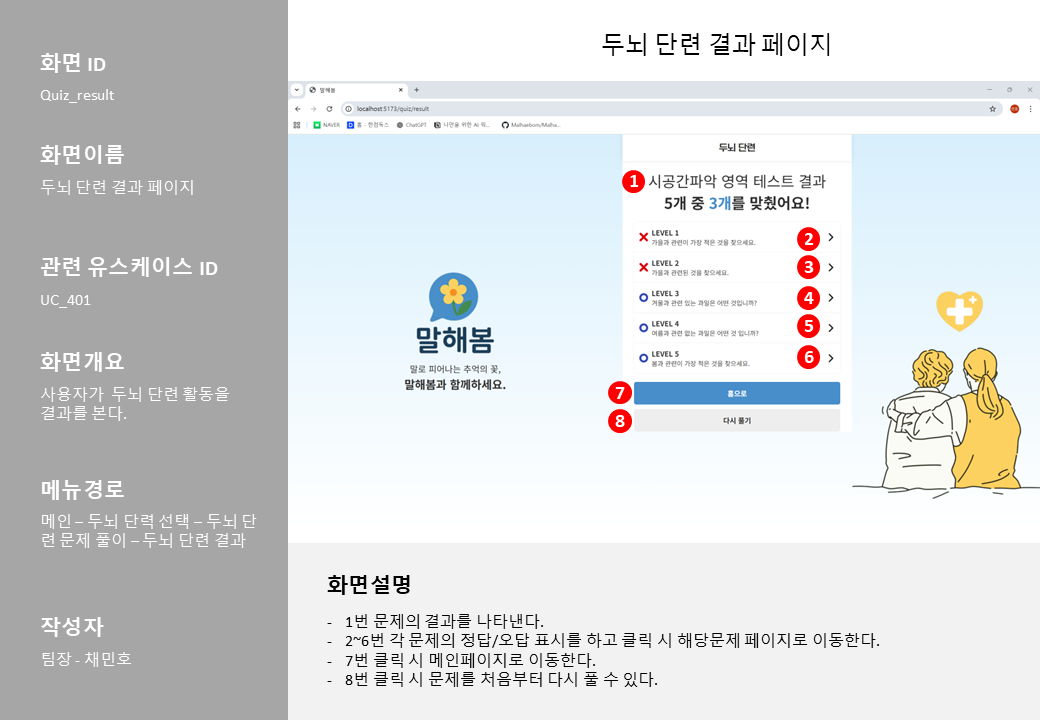 화면 ID
Quiz_result
화면이름
두뇌 단련 결과 페이지
관련 유스케이스 ID
UC_401
화면개요
사용자가 두뇌 단련 활동을
결과를 본다.
메뉴경로
메인 – 두뇌 단력 선택 – 두뇌 단
련 문제 풀이 – 두뇌 단련 결과
작성자
팀장 - 채민호
두뇌 단련 결과 페이지
말해봄
localhost:5173/quiz/result
NAVER
홈 - 한컴독스
ChatGPT
나만을 위한 AI 워...
Malhaebom/Malha...
말해봄
말로 피어나는 추억의 꽃,
말해봄과 함께하세요.
두뇌 단련
1 시공간파악 영역 테스트 결과
5개 중 3개를 맞췄어요!
LEVEL 1
가을과 관련이 가장 적은 것을 찾으세요.
2
LEVEL 2
가을과 관련된 것을 찾으세요.
3
LEVEL 3
겨울과 관련 있는 과일은 어떤 것입니까?
4
LEVEL 4
여름과 관련 없는 과일은 어떤 것 입니까?
5
LEVEL 5
봄과 관련이 가장 적은 것을 찾으세요.
6
7 홈으로
8 다시 풀기
화면설명
- 1번 문제의 결과를 나타낸다.
- 2~6번 각 문제의 정답/오답 표시를 하고 클릭 시 해당문제 페이지로 이동한다.
- 7번 클릭 시 메인페이지로 이동한다.
- 8번 클릭 시 문제를 처음부터 다시 풀 수 있다.